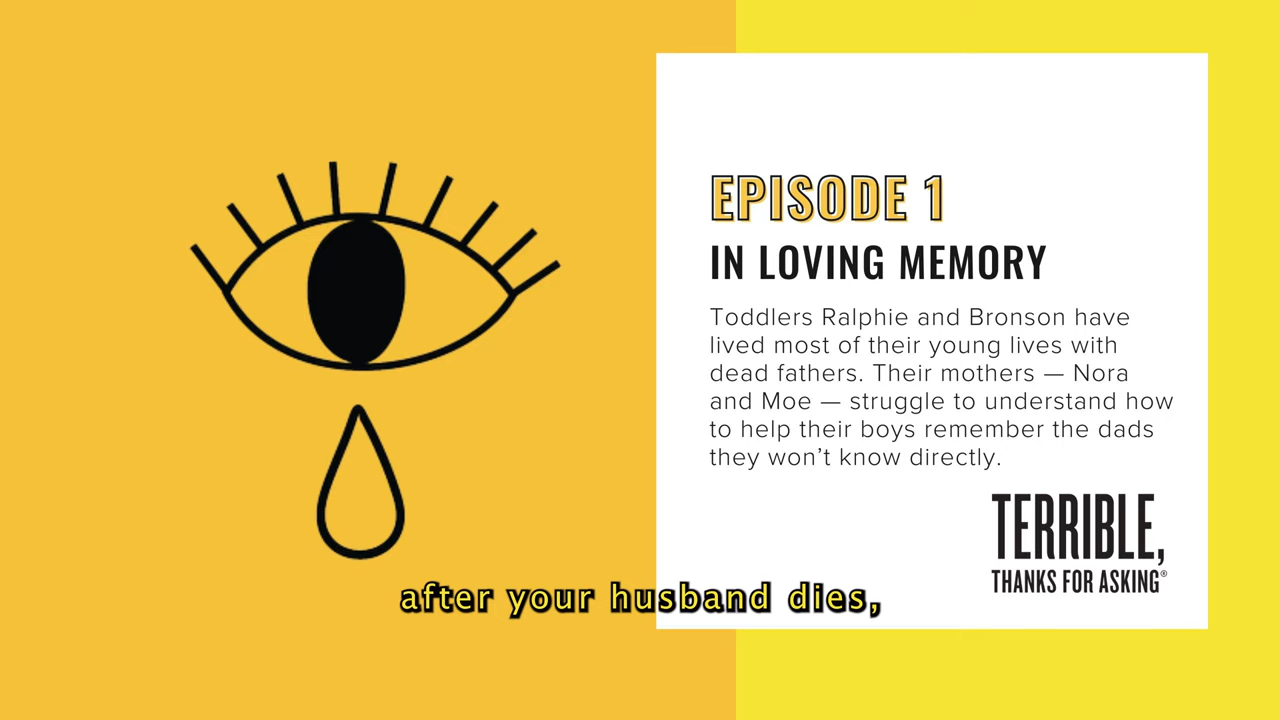 EPISODE 1
IN LOVING MEMORY
Toddlers Ralphie and Bronson have
lived most of their young lives with
dead fathers. Their mothers — Nora
and Moe — struggle to understand how
to help their boys remember the dads
they won’t know directly.
TERRIBLE,
THANKS FOR ASKING®
after your husband dies,